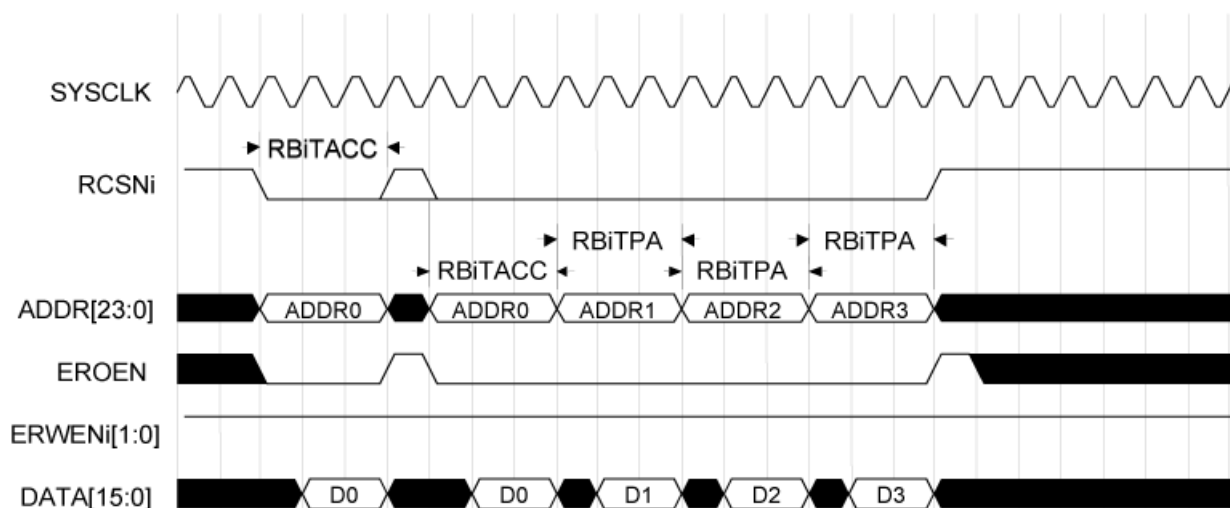 SYSCLK
RBiTACC
RCSNi
RBiTPA RBiTPA
RBiTACC RBiTPA
ADDR[23:0] ADDR0 ADDR0 ADDR1 ADDR2 ADDR3
EROEN
ERWENi[1:0]
DATA[15:0] D0 D0 D1 D2 D3